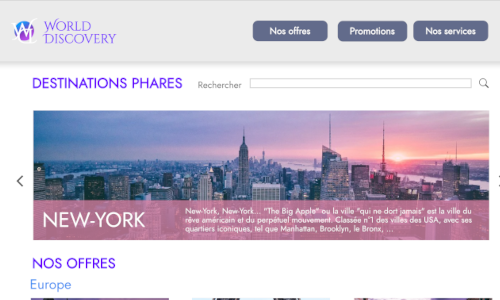 WORLD
DISCOVERY
Nos offres
Promotions
Nos services
DESTINATIONS PHARES
Rechercher
NEW-YORK
New-York, New-York... "The Big Apple" ou la ville "qui ne dort jamais" est la ville du
rêve américain et du perpétuel mouvement. Classée n°1 des villes des USA, avec ses
quartiers iconiques, tel que Manhattan, Brooklyn, le Bronx, ...
NOS OFFRES
Europe